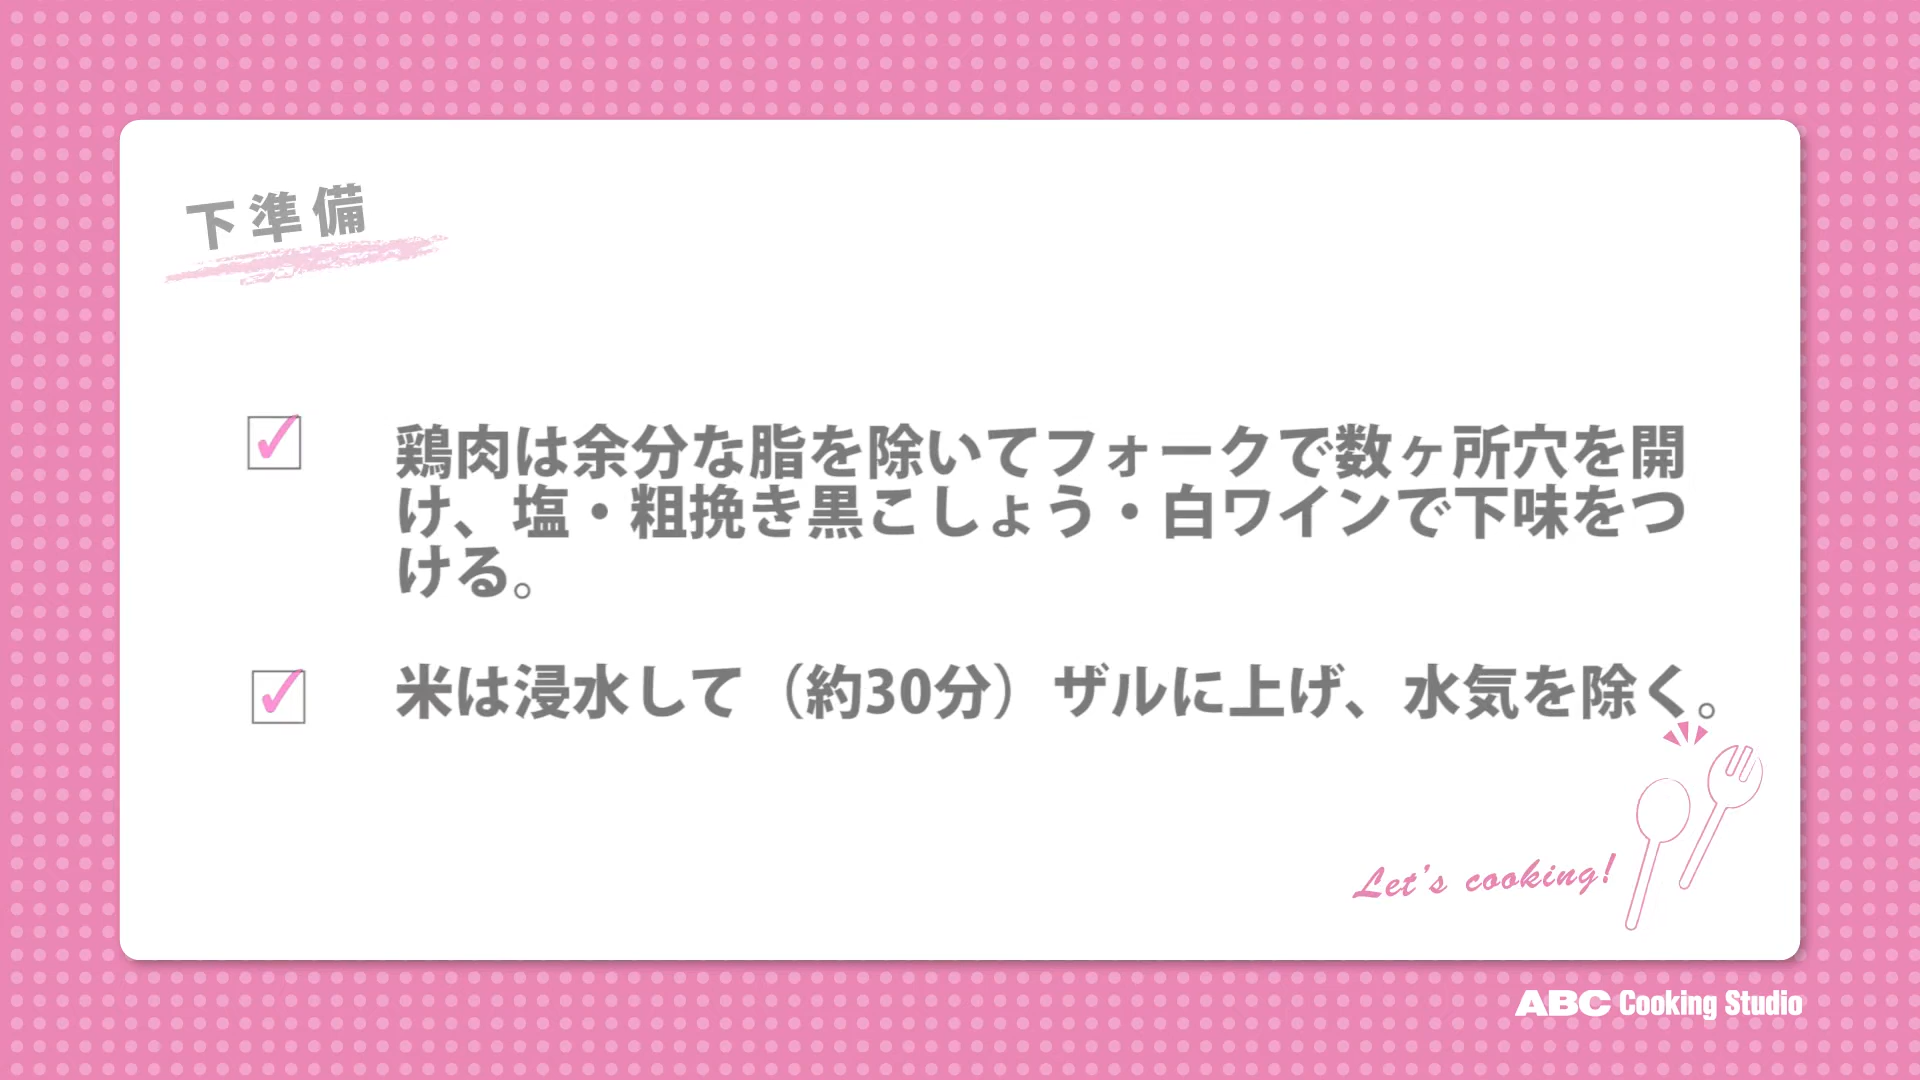 下準備
鶏肉は余分な脂を除いてフォークで数ヶ所穴を開
け、塩・粗挽き黒こしょう・白ワインで下味をつ
ける。
米は浸水して（約30分）ザルに上げ、水気を除く。
Let's cooking!
ABC Cooking Studio